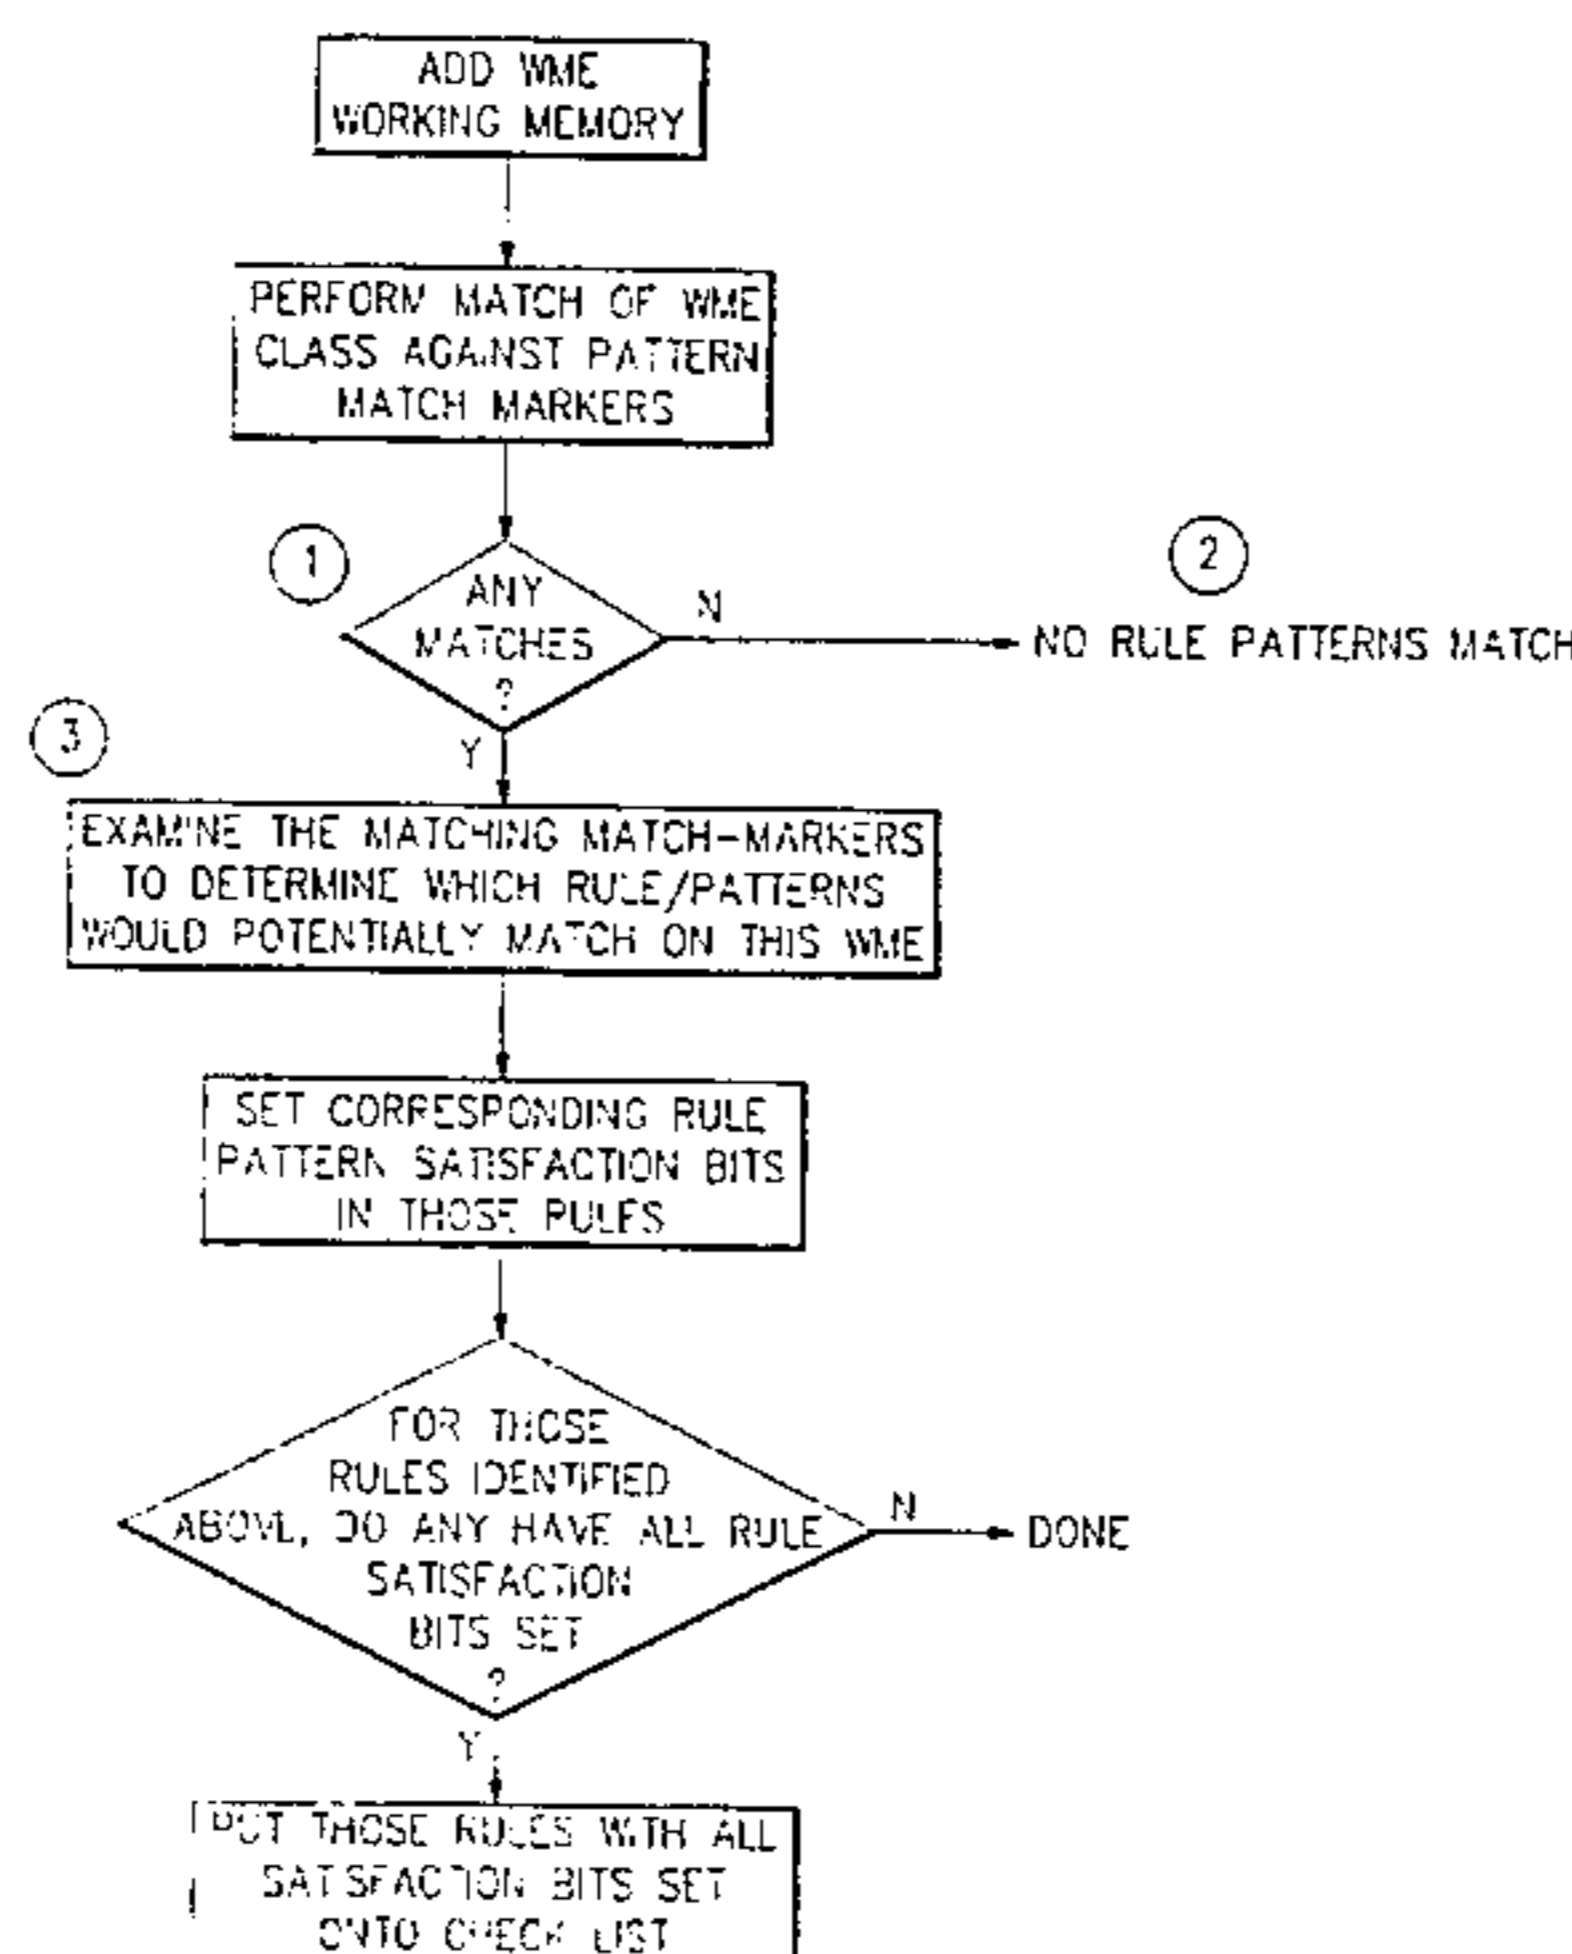 ADD WME
WORKING MEMORY
PERFORM MATCH OF WME
CLASS AGAINST PATTERN
MATCH MARKERS
1
ANY
MATCHES
?
N
2
NO RULE PATTERNS MATCH
3
Y
EXAMINE THE MATCHING MATCH-MARKERS
TO DETERMINE WHICH RULE/PATTERNS
WOULD POTENTIALLY MATCH ON THIS WME
SET CORRESPONDING RULE
PATTERN SATISFACTION BITS
IN THOSE RULES
FOR THOSE
RULES IDENTIFIED
ABOVE, DO ANY HAVE ALL RULE
SATISFACTION
BITS SET
?
N
DONE
Y
PUT THOSE RULES WITH ALL
SATISFACTION BITS SET
ONTO CHECK LIST